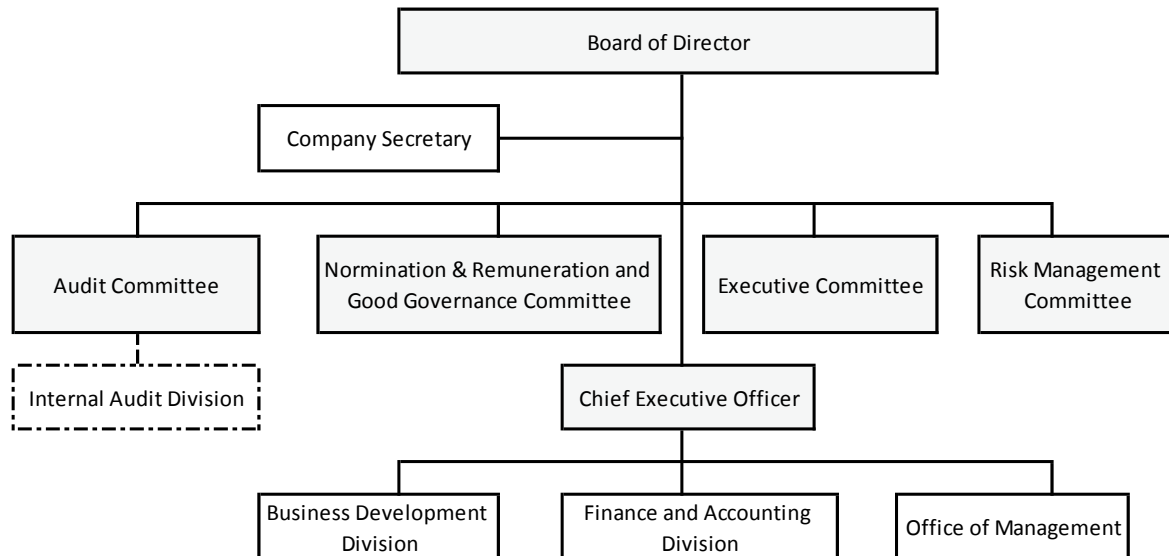 Board of Director
Company Secretary
Audit Committee
Normination & Remuneration and
Good Governance Committee
Executive Committee
Risk Management
Committee
Internal Audit Division
Chief Executive Officer
Business Development
Division
Finance and Accounting
Division
Office of Management